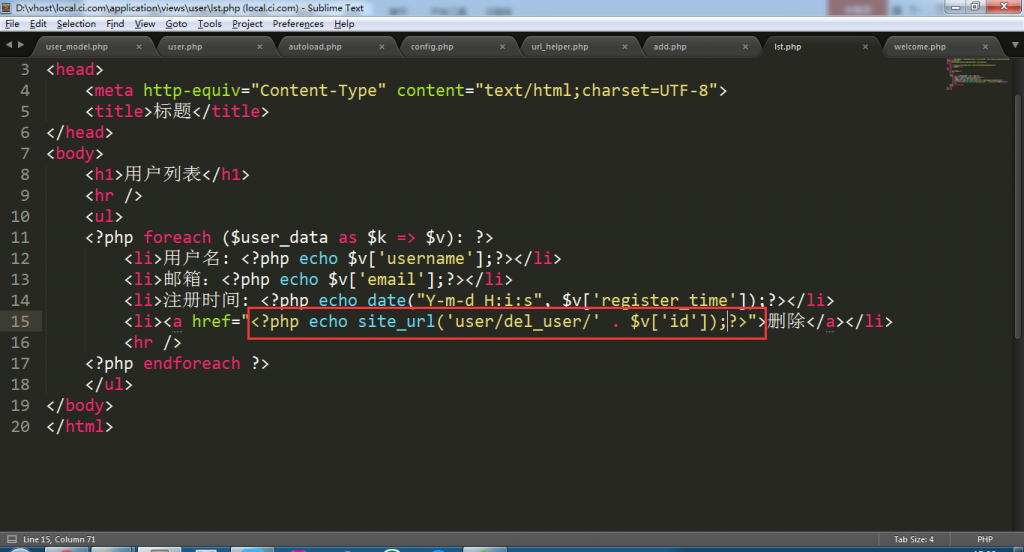 D:\vhost\local.ci.com\application\views\user\lst.php (local.ci.com) - Sublime Text
File Edit Selection Find View Goto Tools Project Preferences Help
user_model.php × user.php × autoload.php × config.php × url_helper.php × add.php × lst.php × welcome.php ×
3 <head>
4 <meta http-equiv="Content-Type" content="text/html;charset=UTF-8">
5 <title>标题</title>
6 </head>
7 <body>
8 <h1>用户列表</h1>
9 <hr />
10 <ul>
11 <?php foreach ($user_data as $k => $v): ?>
12 <li>用户名: <?php echo $v['username'];?></li>
13 <li>邮箱: <?php echo $v['email'];?></li>
14 <li>注册时间: <?php echo date("Y-m-d H:i:s", $v['register_time']);?></li>
15 <li><a href="<?php echo site_url('user/del_user/' . $v['id']);?>">删除</a></li>
16 <hr />
17 <?php endforeach ?>
18 </ul>
19 </body>
20 </html>
Line 15, Column 71 Tab Size: 4 PHP